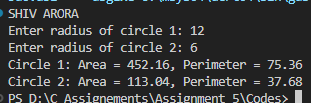 SHIV ARORA
Enter radius of circle 1: 12
Enter radius of circle 2: 6
Circle 1: Area = 452.16, Perimeter = 75.36
Circle 2: Area = 113.04, Perimeter = 37.68
PS D:\C Assignements\Assignment 5\Codes>